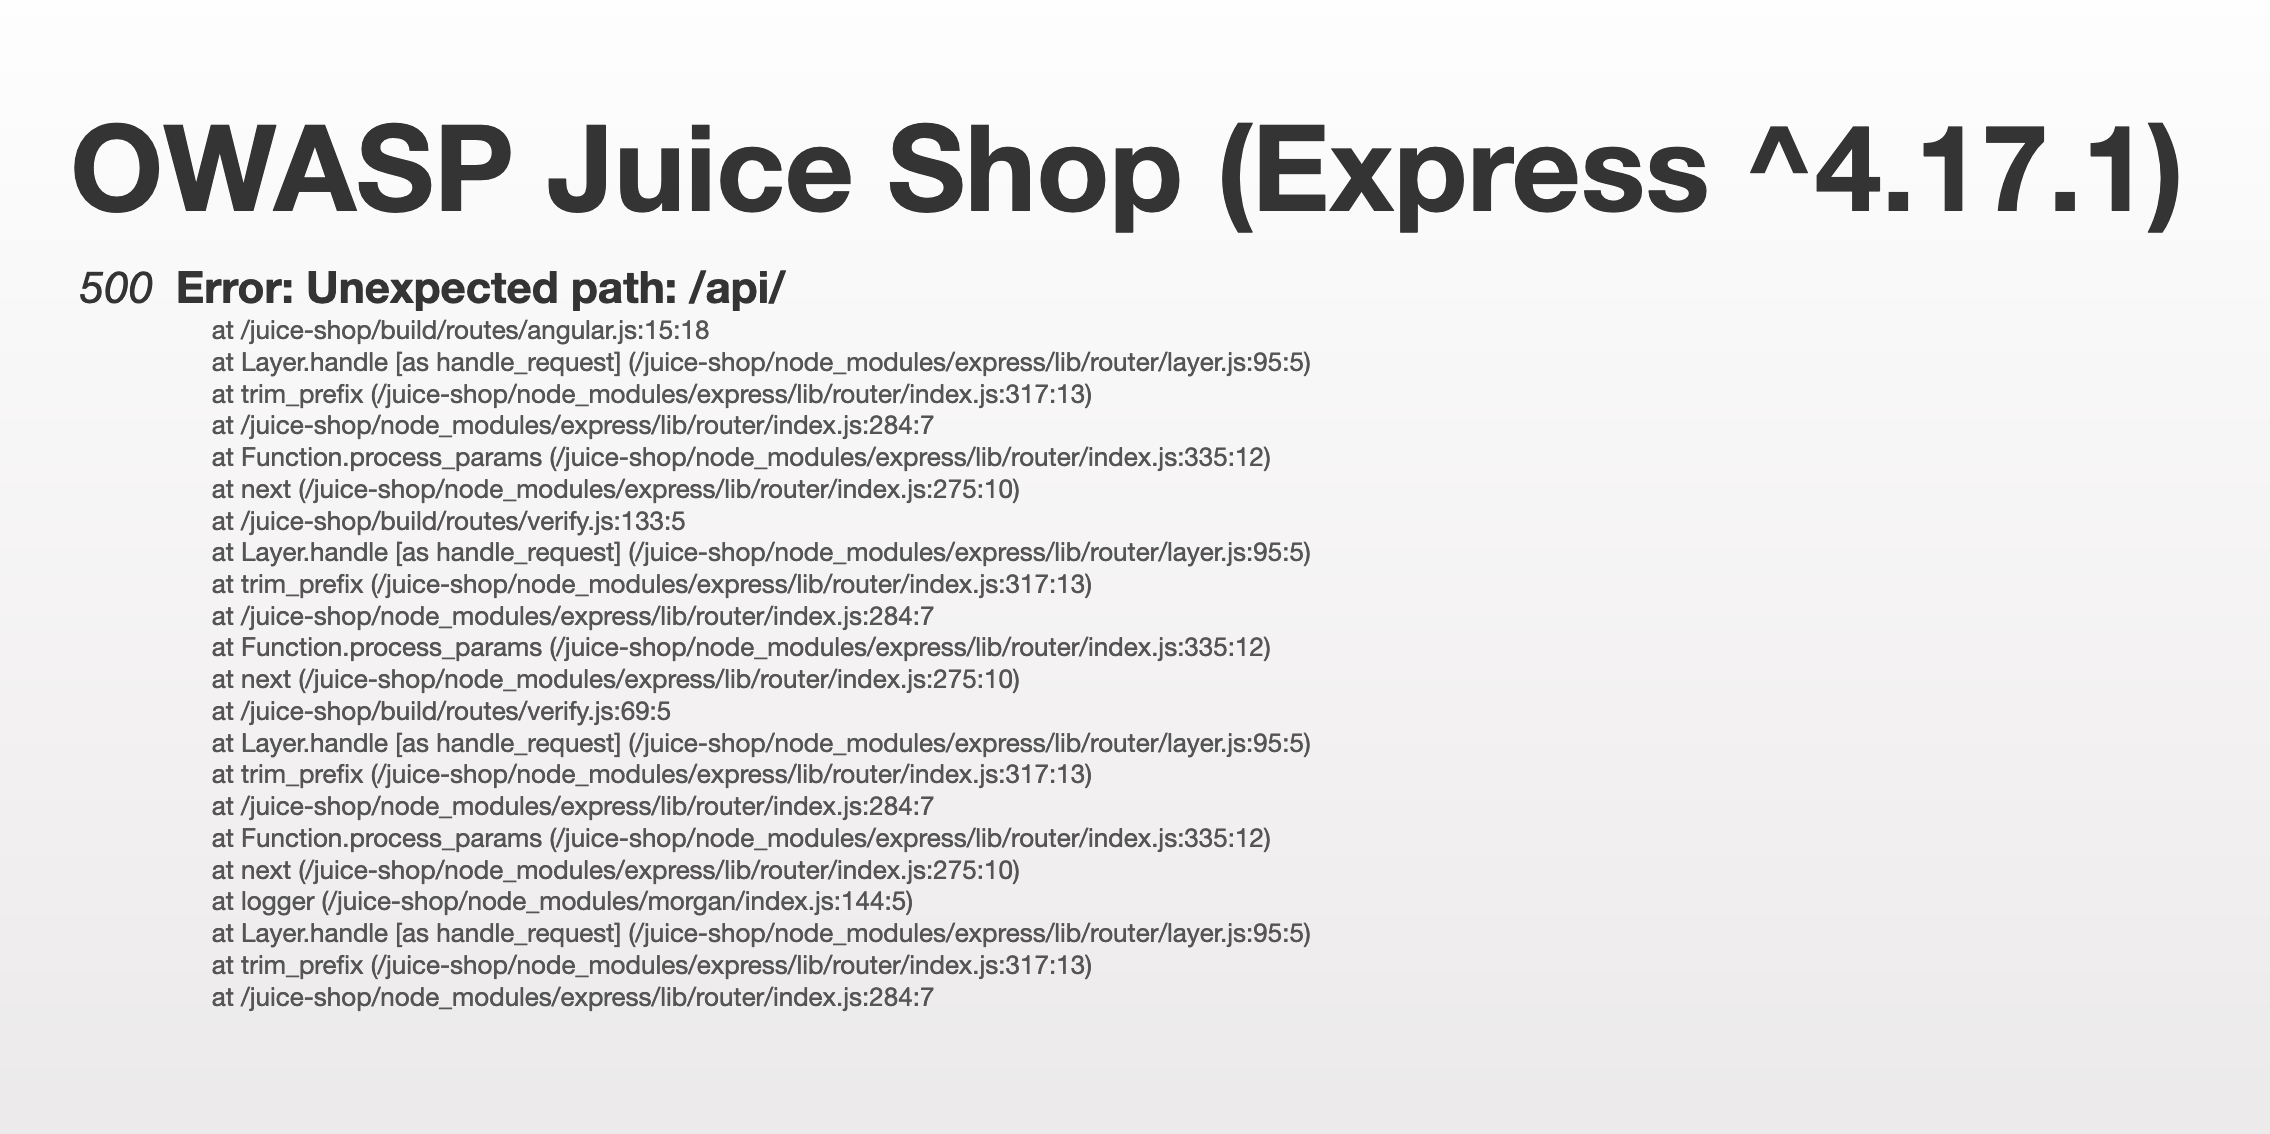 OWASP Juice Shop (Express ^4.17.1)
500 Error: Unexpected path: /api/
at /juice-shop/build/routes/angular.js:15:18
at Layer.handle [as handle_request] (/juice-shop/node_modules/express/lib/router/layer.js:95:5)
at trim_prefix (/juice-shop/node_modules/express/lib/router/index.js:317:13)
at /juice-shop/node_modules/express/lib/router/index.js:284:7
at Function.process_params (/juice-shop/node_modules/express/lib/router/index.js:335:12)
at next (/juice-shop/node_modules/express/lib/router/index.js:275:10)
at /juice-shop/build/routes/verify.js:133:5
at Layer.handle [as handle_request] (/juice-shop/node_modules/express/lib/router/layer.js:95:5)
at trim_prefix (/juice-shop/node_modules/express/lib/router/index.js:317:13)
at /juice-shop/node_modules/express/lib/router/index.js:284:7
at Function.process_params (/juice-shop/node_modules/express/lib/router/index.js:335:12)
at next (/juice-shop/node_modules/express/lib/router/index.js:275:10)
at /juice-shop/build/routes/verify.js:69:5
at Layer.handle [as handle_request] (/juice-shop/node_modules/express/lib/router/layer.js:95:5)
at trim_prefix (/juice-shop/node_modules/express/lib/router/index.js:317:13)
at /juice-shop/node_modules/express/lib/router/index.js:284:7
at Function.process_params (/juice-shop/node_modules/express/lib/router/index.js:335:12)
at next (/juice-shop/node_modules/express/lib/router/index.js:275:10)
at logger (/juice-shop/node_modules/morgan/index.js:144:5)
at Layer.handle [as handle_request] (/juice-shop/node_modules/express/lib/router/layer.js:95:5)
at trim_prefix (/juice-shop/node_modules/express/lib/router/index.js:317:13)
at /juice-shop/node_modules/express/lib/router/index.js:284:7